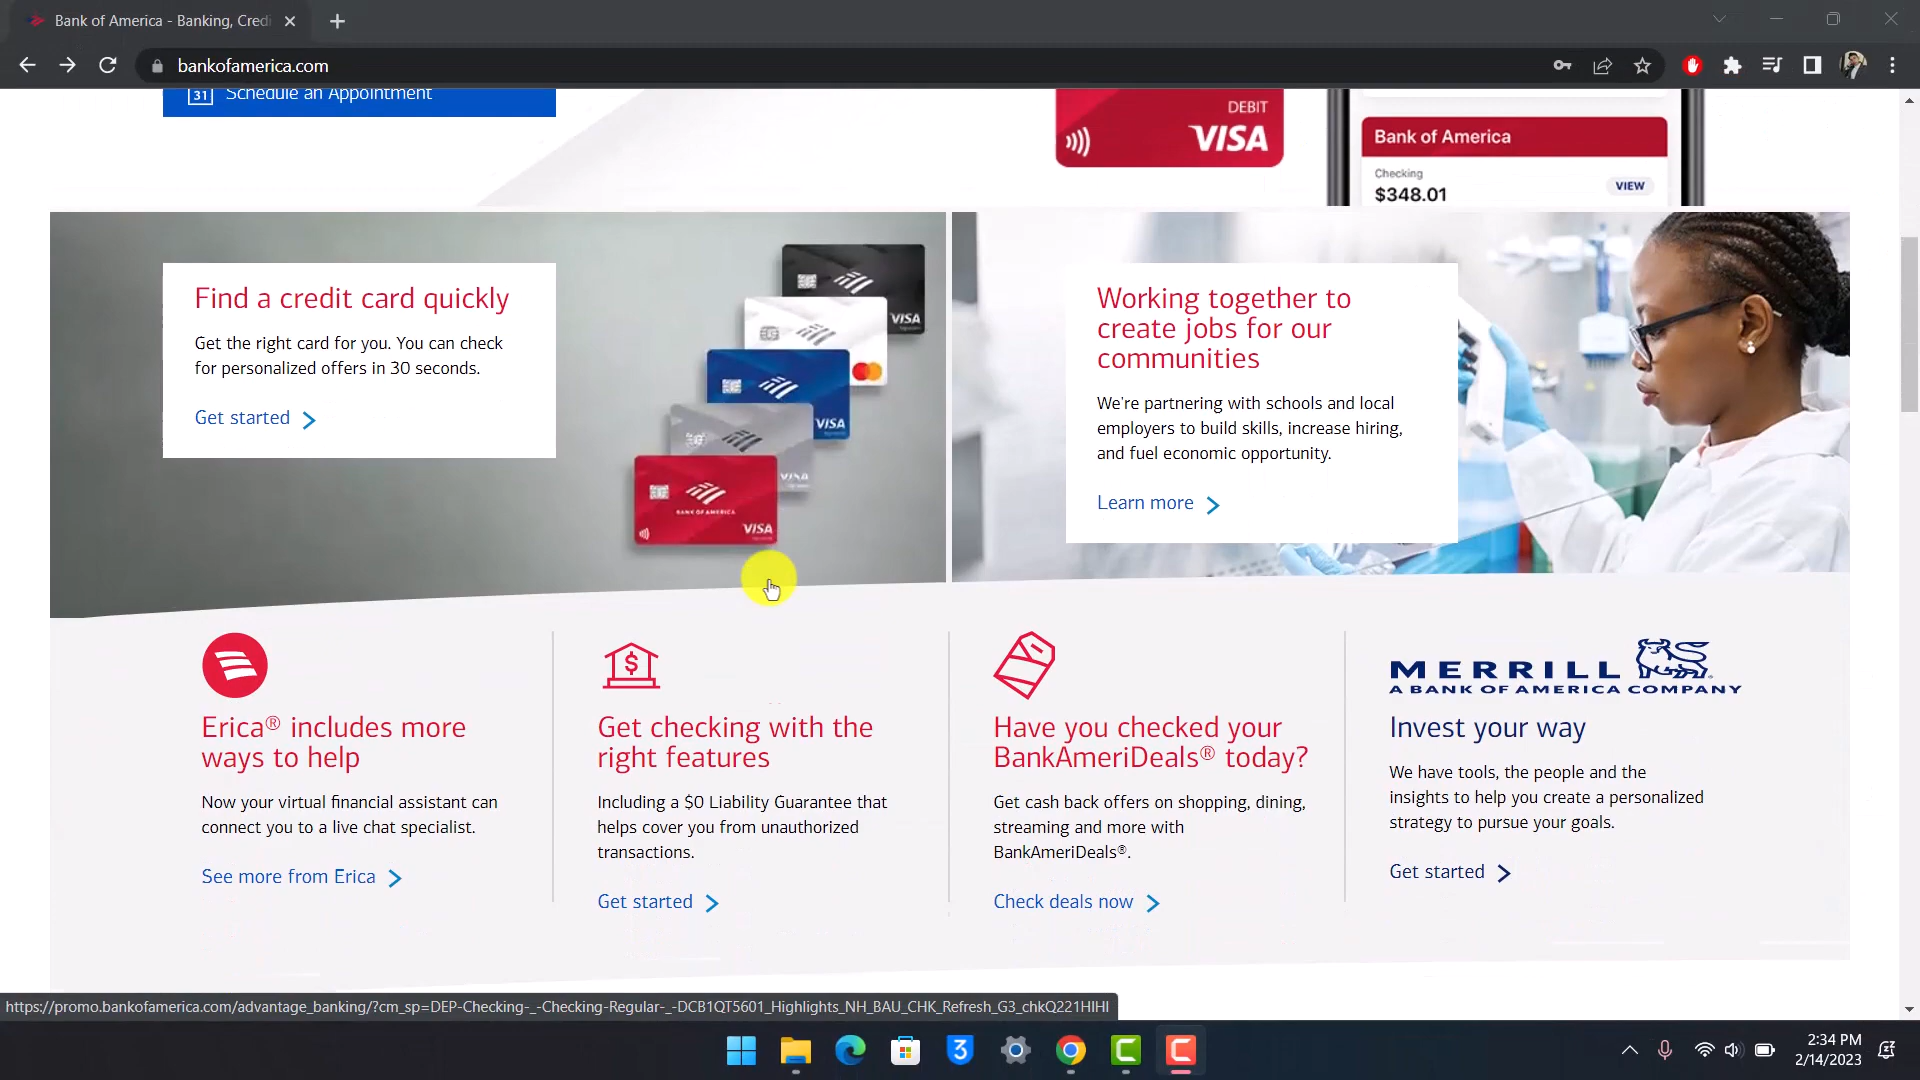 Bank of America - Banking, Credi
bankofamerica.com
31 Schedule an Appointment
DEBIT
VISA
Bank of America
Checking
$348.01
VIEW
Find a credit card quickly
Get the right card for you. You can check
for personalized offers in 30 seconds.
Get started
VISA
VISA
VISA
BANK OF AMERICA
VISA
Working together to
create jobs for our
communities
We're partnering with schools and local
employers to build skills, increase hiring,
and fuel economic opportunity.
Learn more
Erica® includes more
ways to help
Now your virtual financial assistant can
connect you to a live chat specialist.
See more from Erica
Get checking with the
right features
Including a $0 Liability Guarantee that
helps cover you from unauthorized
transactions.
Get started
Have you checked your
BankAmeriDeals® today?
Get cash back offers on shopping, dining,
streaming and more with
BankAmeriDeals®.
Check deals now
MERRILL
A BANK OF AMERICA COMPANY
Invest your way
We have tools, the people and the
insights to help you create a personalized
strategy to pursue your goals.
Get started
https://promo.bankofamerica.com/advantage_banking/?cm_sp=DEP-Checking-_-Checking-Regular-_-DCB1QT5601_Highlights_NH_BAU_CHK_Refresh_G3_chkQ221HIHI
3
2:34 PM
2/14/2023